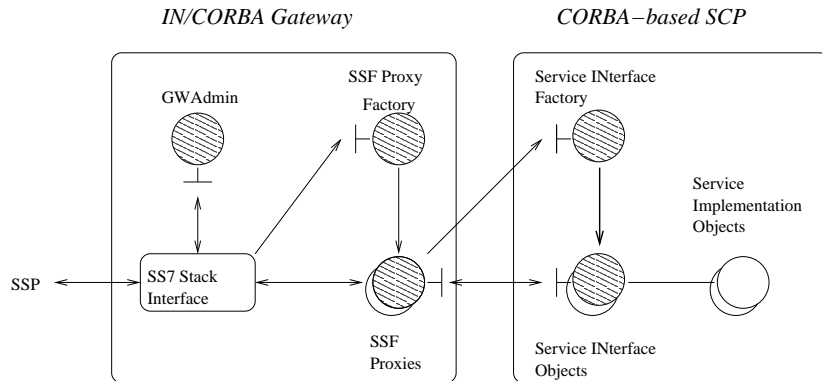 IN/CORBA Gateway
CORBA−based SCP
GWAdmin
SSF Proxy
Factory
Service INterface
Factory
Service
Implementation
Objects
SSP
SS7 Stack
Interface
SSF
Proxies
Service INterface
Objects